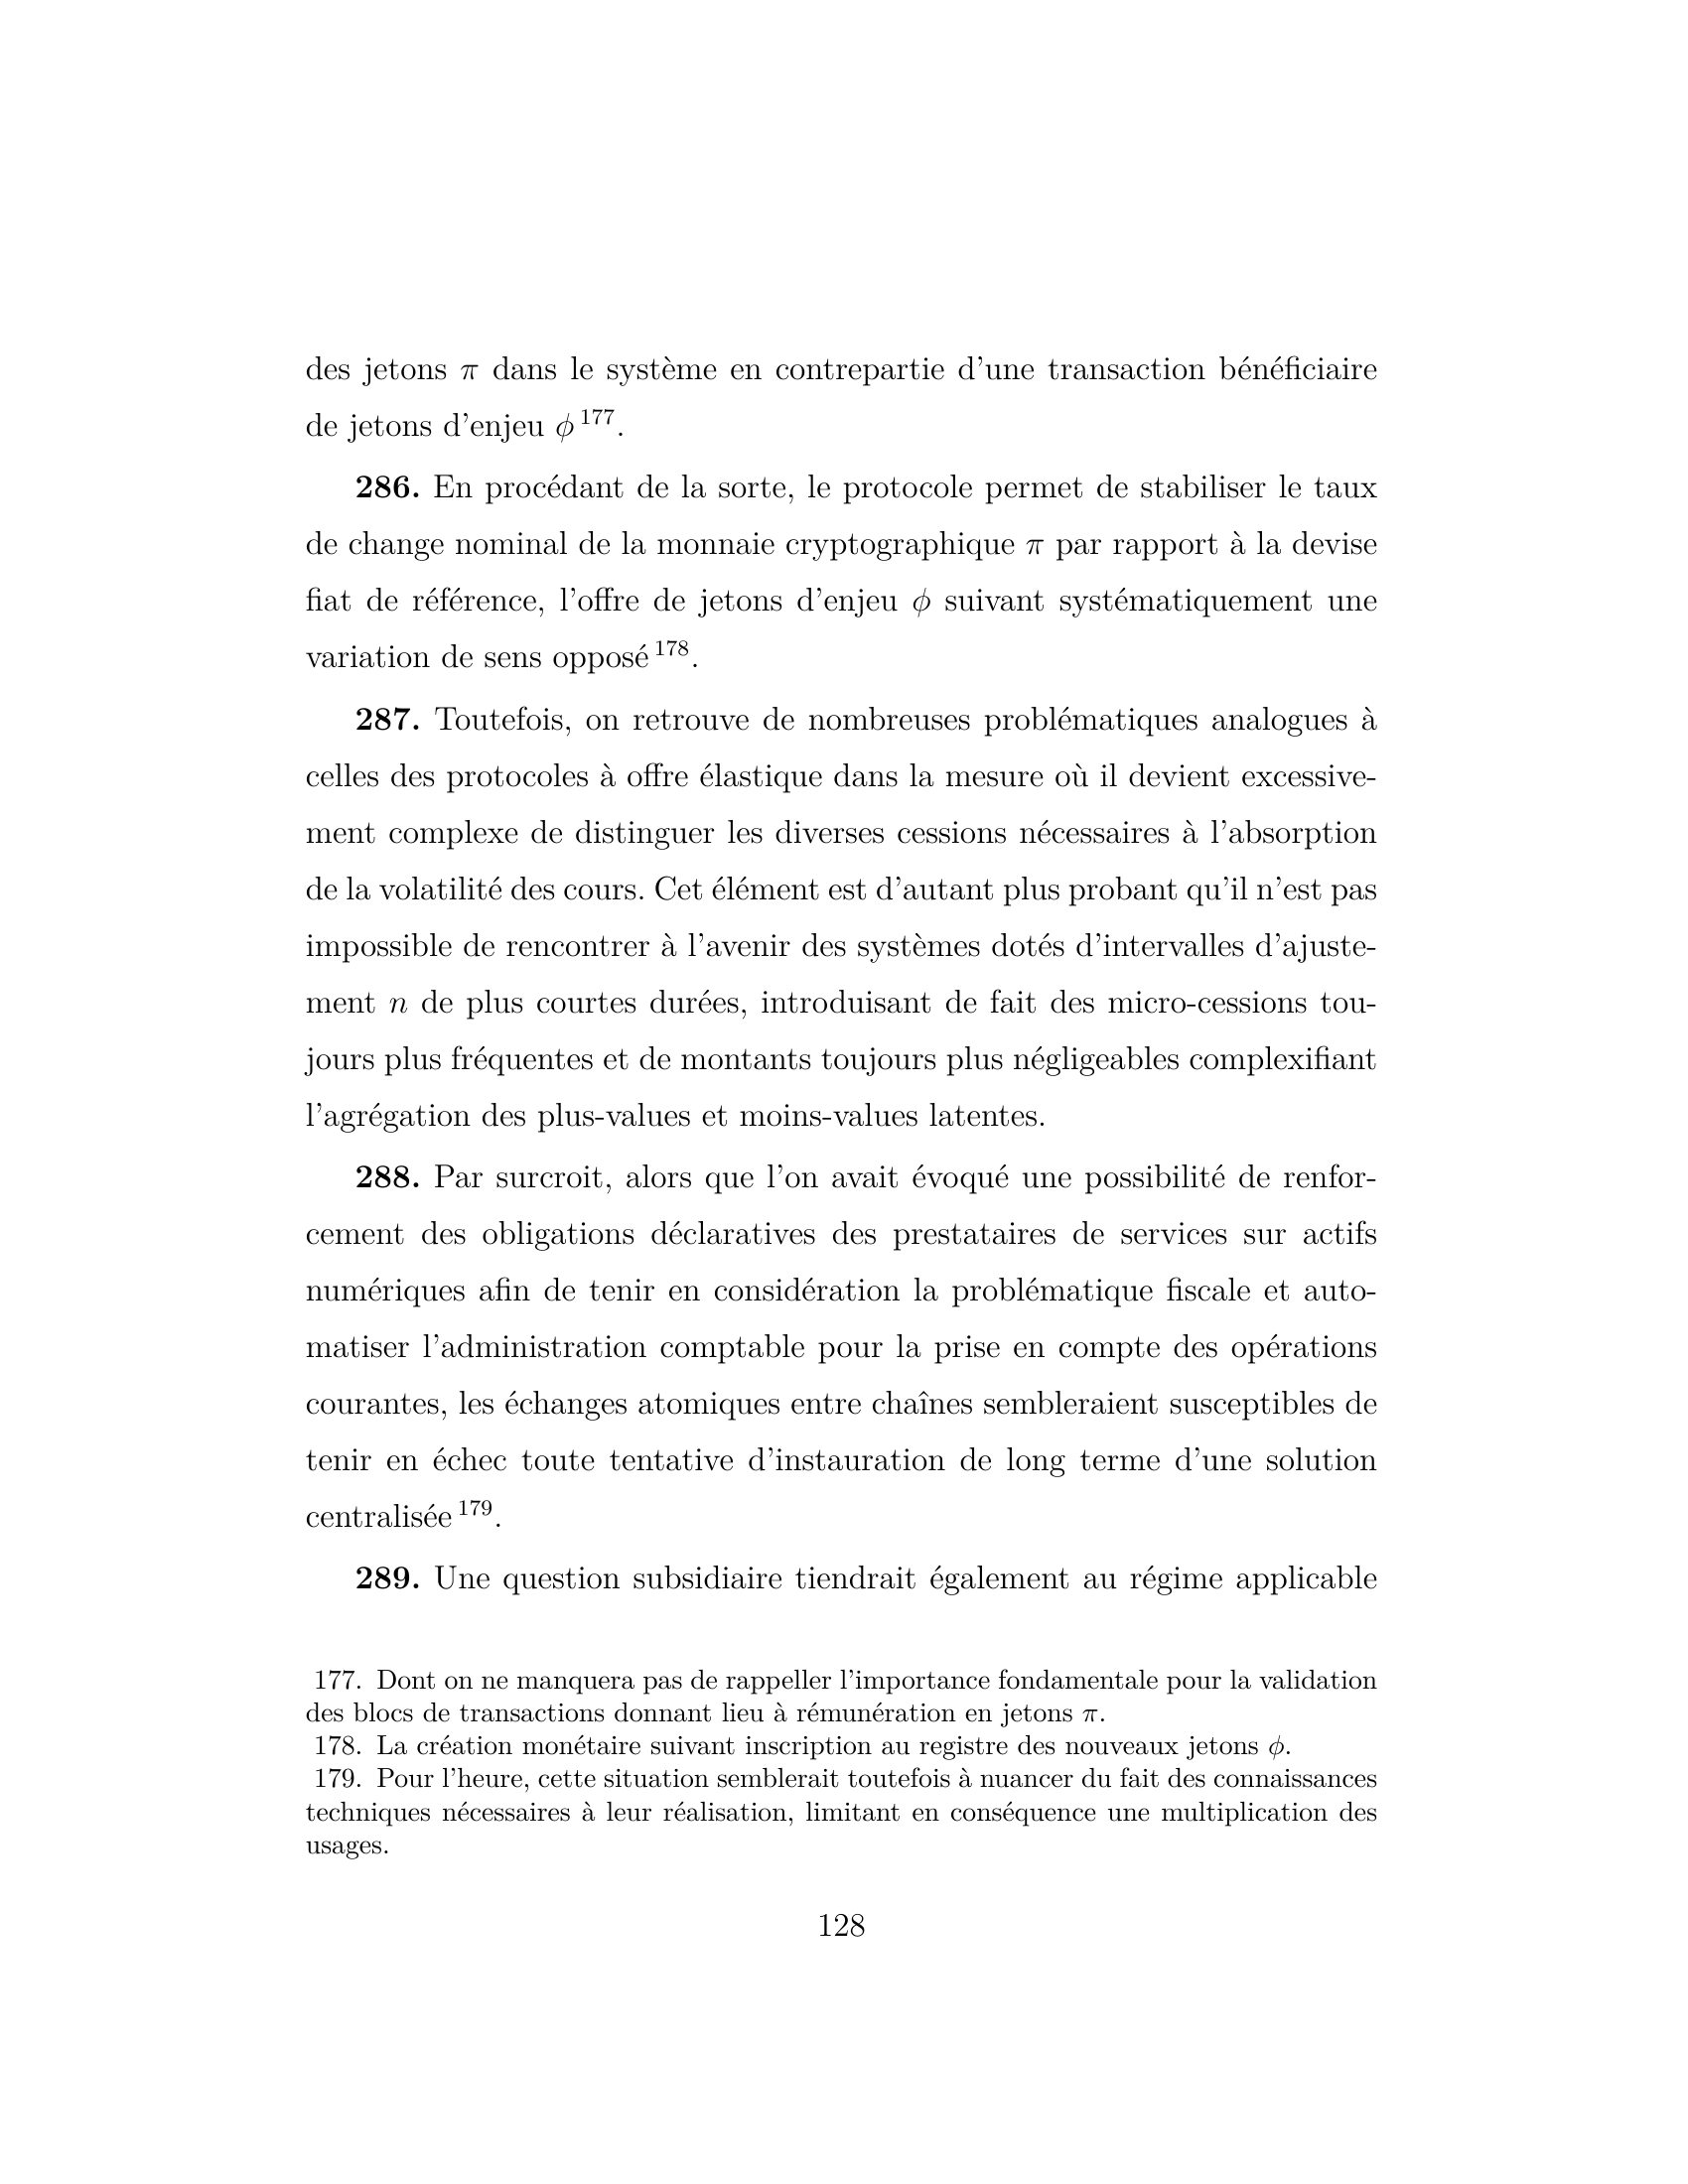 des jetons π dans le système en contrepartie d'une transaction bénéficiaire
de jetons d'enjeu ϕ 177.
286. En procédant de la sorte, le protocole permet de stabiliser le taux
de change nominal de la monnaie cryptographique π par rapport à la devise
fiat de référence, l'offre de jetons d'enjeu ϕ suivant systématiquement une
variation de sens opposé 178.
287. Toutefois, on retrouve de nombreuses problématiques analogues à
celles des protocoles à offre élastique dans la mesure où il devient excessive-
ment complexe de distinguer les diverses cessions nécessaires à l'absorption
de la volatilité des cours. Cet élément est d'autant plus probant qu'il n'est pas
impossible de rencontrer à l'avenir des systèmes dotés d'intervalles d'ajuste-
ment n de plus courtes durées, introduisant de fait des micro-cessions tou-
jours plus fréquentes et de montants toujours plus négligeables complexifiant
l'agrégation des plus-values et moins-values latentes.
288. Par surcroit, alors que l'on avait évoqué une possibilité de renfor-
cement des obligations déclaratives des prestataires de services sur actifs
numériques afin de tenir en considération la problématique fiscale et auto-
matiser l'administration comptable pour la prise en compte des opérations
courantes, les échanges atomiques entre chaînes sembleraient susceptibles de
tenir en échec toute tentative d'instauration de long terme d'une solution
centralisée 179.
289. Une question subsidiaire tiendrait également au régime applicable
177. Dont on ne manquera pas de rappeller l'importance fondamentale pour la validation
des blocs de transactions donnant lieu à rémunération en jetons π.
178. La création monétaire suivant inscription au registre des nouveaux jetons ϕ.
179. Pour l'heure, cette situation semblerait toutefois à nuancer du fait des connaissances
techniques nécessaires à leur réalisation, limitant en conséquence une multiplication des
usages.
128